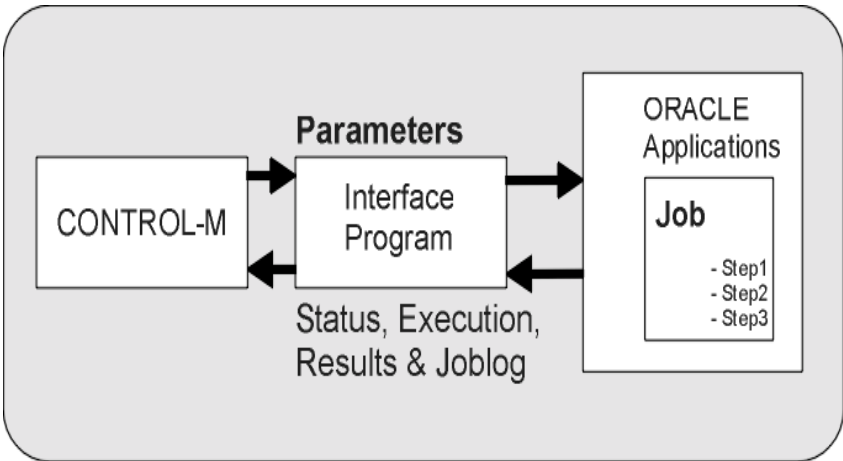 Parameters
CONTROL-M
Interface
Program
Status, Execution,
Results & Joblog
ORACLE
Applications
Job
- Step1
- Step2
- Step3